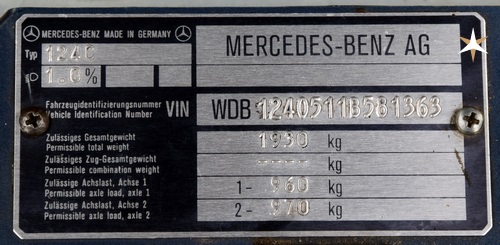 MERCEDES-BENZ MADE IN GERMANY
MERCEDES-BENZ AG
Typ 124C
1.0%
Fahrzeugidentifizierungsnummer
Vehicle Identification Number
VIN WDB1240511B581363
Zulässiges Gesamtgewicht
Permissible total weight
1930 kg
Zulässiges Zug-Gesamtgewicht
Permissible combination weight
---- kg
Zulässige Achslast, Achse 1
Permissible axle load, axle 1
1- 960 kg
Zulässige Achslast, Achse 2
Permissible axle load, axle 2
2- 970 kg